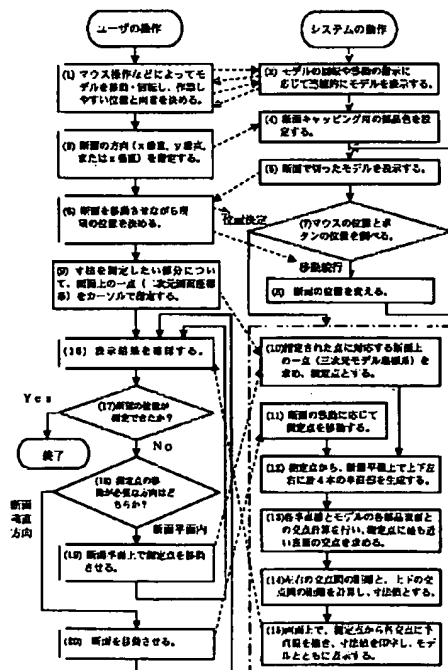 ユーザの操作
システムの動作
(1) マウス操作などによってモ
デルを移動・回転し、作業し
やすい位置と向きを決める。
モデルの回転や移動の指示に
応じて モデルを表示する。
(4) 断面キャッピング用の部品色を設
定する。
断面の方向(x垂直、y垂直、
またはz垂直)を指定する。
(5) 断面で切ったモデルを表示する。
(6) 断面を移動させながら
の位置を決める。
位置決定
(7) マウスの位置とボ
タンの位置を調べる。
移動続行
断面の位置を変える。
(9) 寸法を測定したい部分につい
て、画面上の一点(二次元画面座標
系)をカーソルで指定する。
(16) 表示結果を確認する。
(10) 指定された点に対応する断面上
の一点(三次元モデル座標系)を
求め、測定点とする。
Yes
(17) 所望の位置が
測定できたか?
(11) 断面の移動に応じて
測定点を移動する。
終了
No
(12) 測定点から、断面平面上で上下左
右に計4本の半直線を生成する。
(18) 測定点の移
動が必要な方向はど
ちらか?
断面
垂直
方向
断面平面内
(13) 各半直線とモデルの各部品表面と
の交点計算を行い、測定点に最も近
い表面の交点を求める。
(19) 断面平面上で測定点を移動
させる。
(14) 左右の交点間の距離と、上下の交
点間の距離を計算し、寸法値とする。
(20) 断面を移動させる。
(15) 画面上で、測定点から各交点に
直線を描き、寸法値を印字し、モデ
ルとともに表示する。